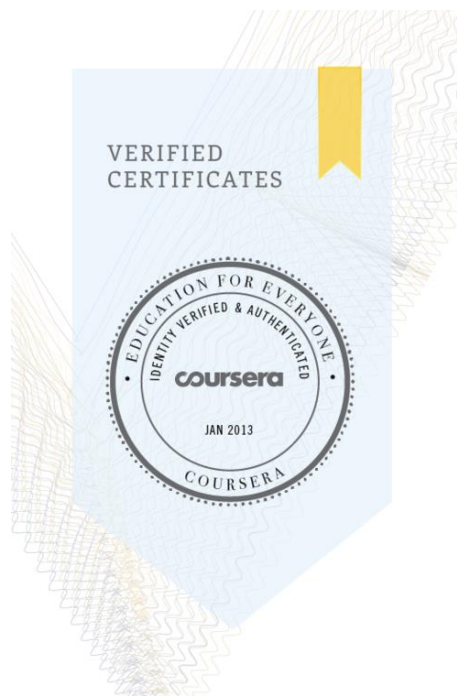 VERIFIED
CERTIFICATES
EDUCATION FOR EVERYONE
IDENTITY VERIFIED & AUTHENTICATED
coursera
JAN 2013
COURSERA